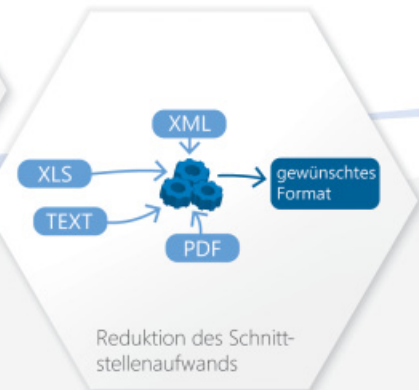 XML
XLS
gewünschtes
Format
TEXT
PDF
Reduktion des Schnitt-
stellenaufwands